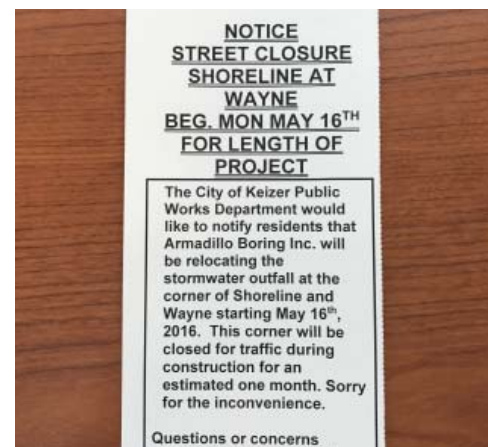 NOTICE
STREET CLOSURE
SHORELINE AT
WAYNE
BEG. MON MAY 16TH
FOR LENGTH OF
PROJECT
The City of Keizer Public
Works Department would
like to notify residents that
Armadillo Boring Inc. will
be relocating the
stormwater outfall at the
corner of Shoreline and
Wayne starting May 16th,
2016. This corner will be
closed for traffic during
construction for an
estimated one month. Sorry
for the inconvenience.
Questions or concerns